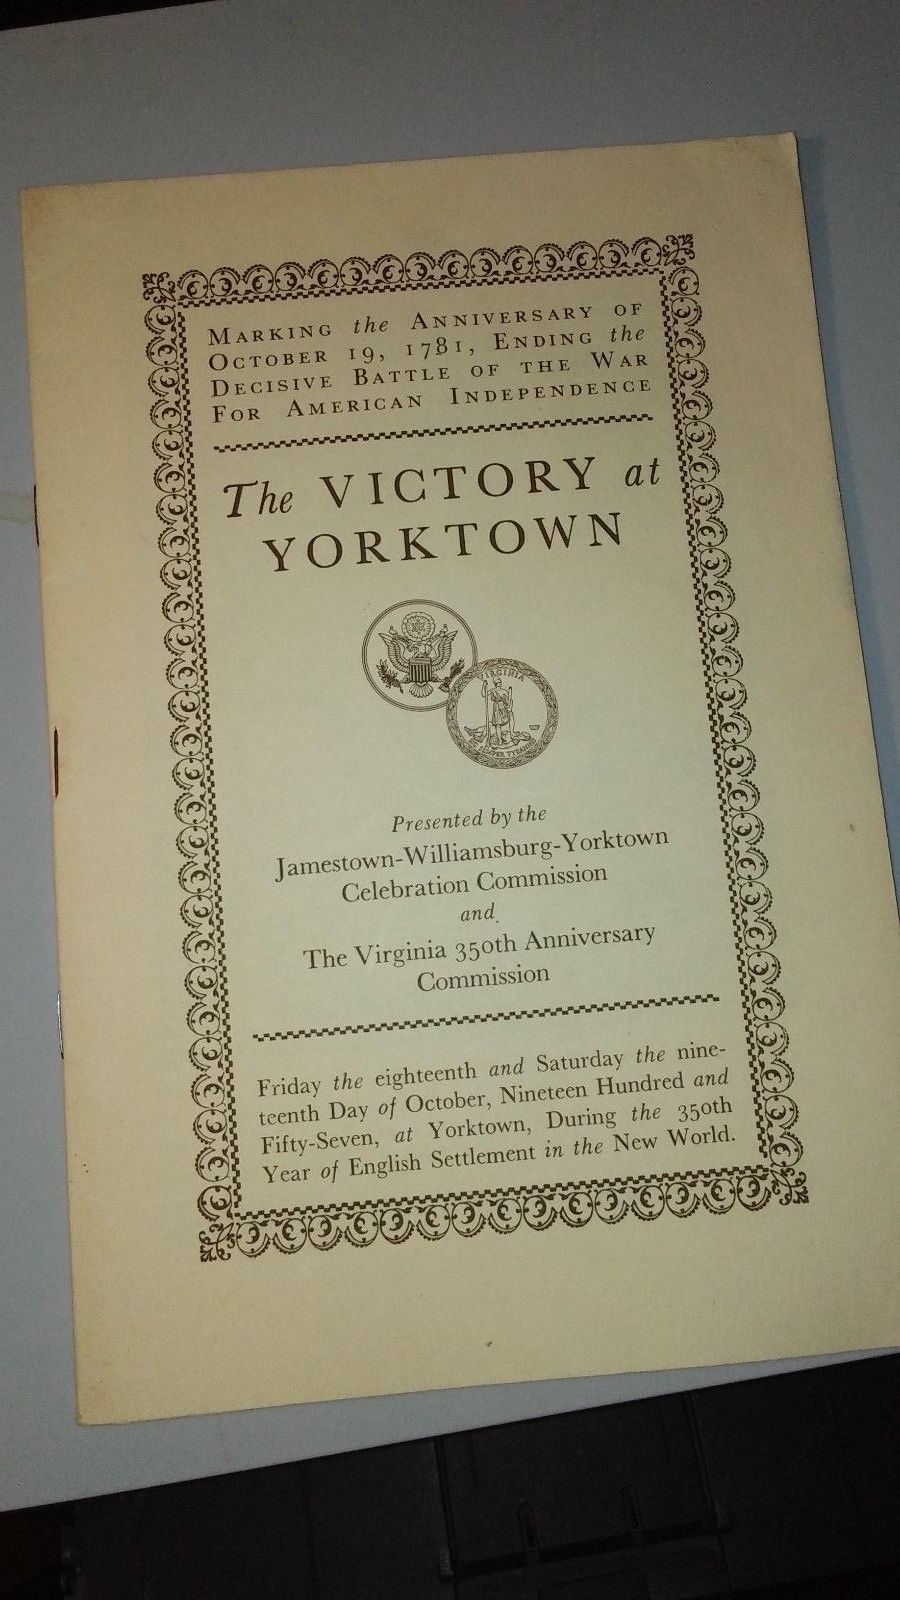 MARKING the ANNIVERSARY OF
OCTOBER 19, 1781, ENDING the
DECISIVE BATTLE OF THE WAR
FOR AMERICAN INDEPENDENCE
The VICTORY at
YORKTOWN
VIRGINIA
Presented by the
Jamestown-Williamsburg-Yorktown
Celebration Commission
and
The Virginia 350th Anniversary
Commission
Friday the eighteenth and Saturday the nine-
teenth Day of October, Nineteen Hundred and
Fifty-Seven, at Yorktown, During the 350th
Year of English Settlement in the New World.